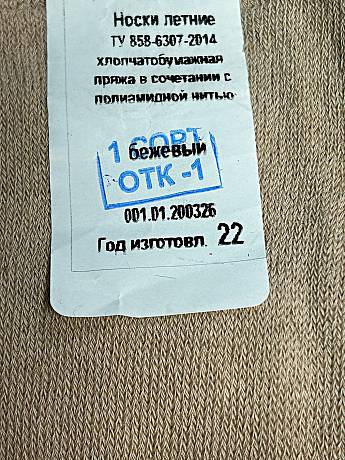 Носки летние
ТУ 858-6307-2014
хлопчатобумажная
пряжа в сочетании с
полиамидной нитью
1 СОРТ
бежевый
ОТК -1
001.01.200326
Год изготовл. 22